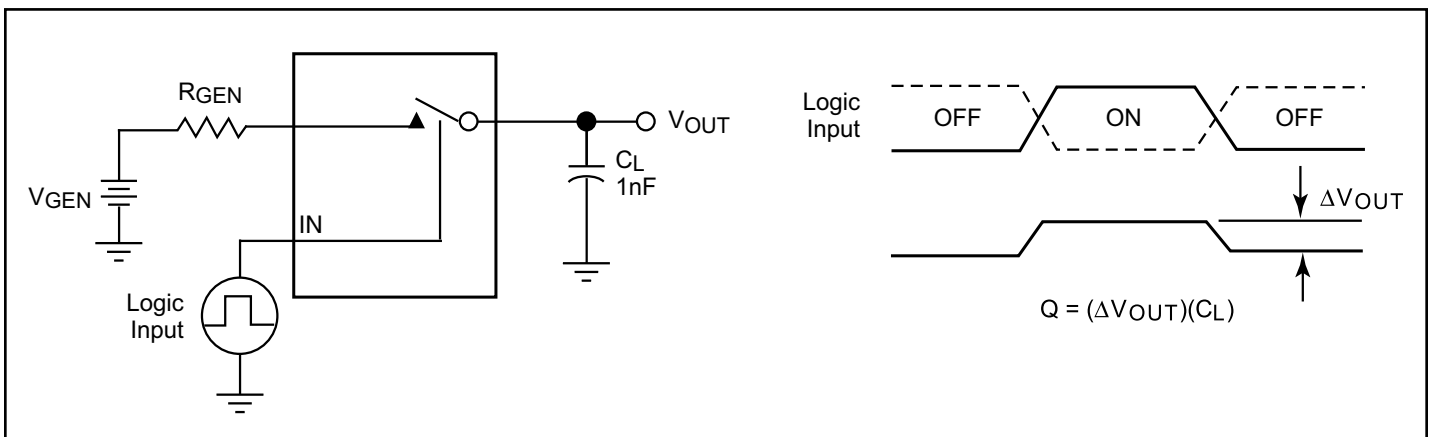 RGEN
VGEN
IN
Logic
Input
VOUT
CL
1nF
Logic
Input
OFF
ON
OFF
ΔVOUT
Q = (ΔVOUT)(CL)